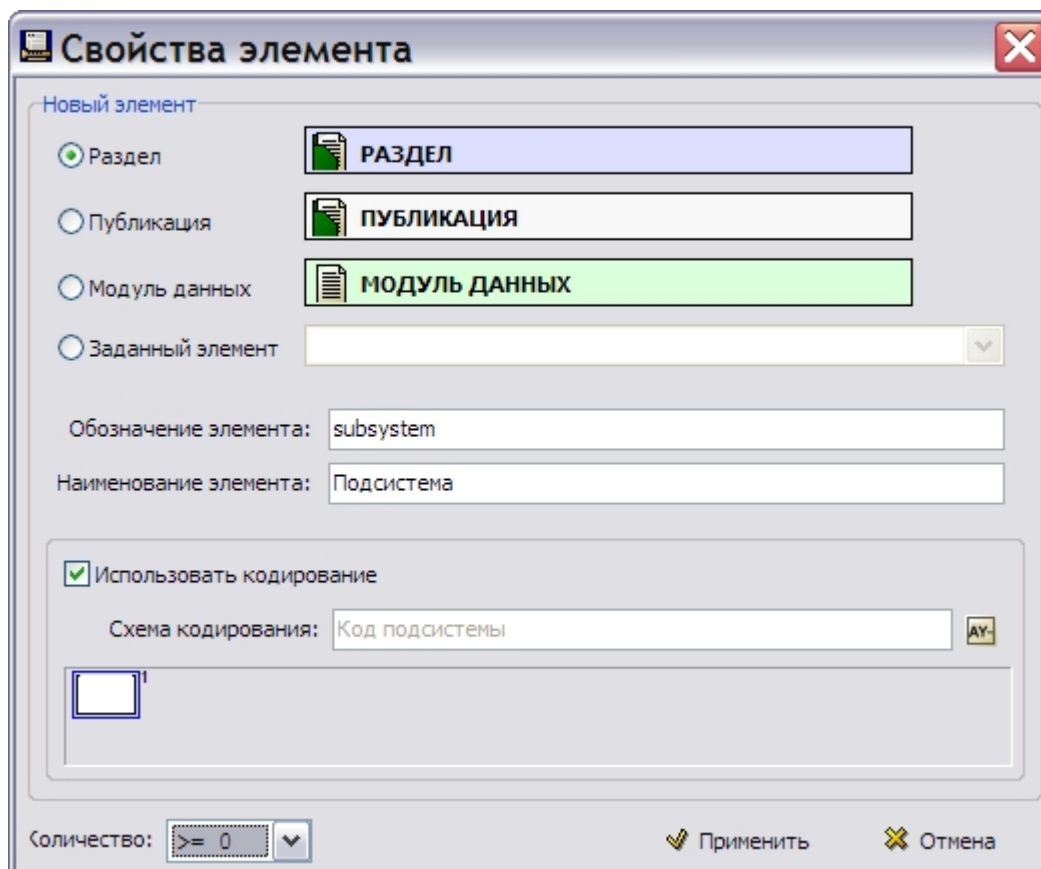 Свойства элемента
Новый элемент
Раздел РАЗДЕЛ
Публикация ПУБЛИКАЦИЯ
Модуль данных МОДУЛЬ ДАННЫХ
Заданный элемент
Обозначение элемента: subsystem
Наименование элемента: Подсистема
Использовать кодирование
Схема кодирования: Код подсистемы AY-
1
Количество: >= 0 Применить Отмена